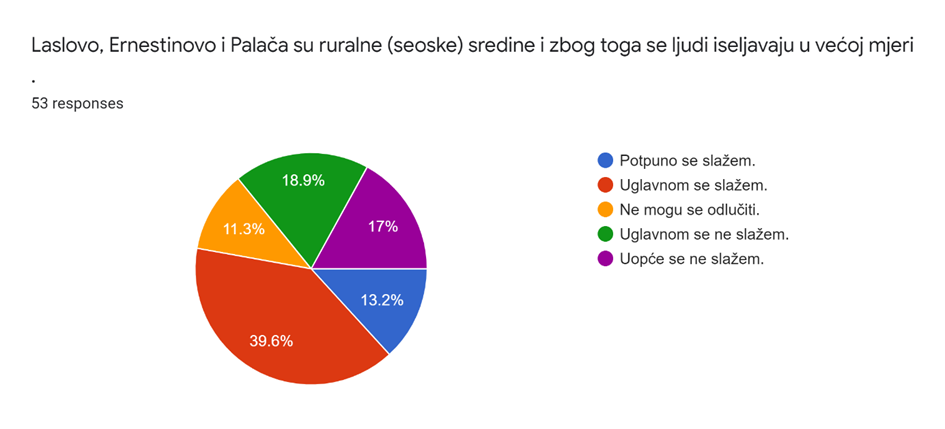 Laslovo, Ernestinovo i Palača su ruralne (seoske) sredine i zbog toga se ljudi iseljavaju u većoj mjeri
.
53 responses
Potpuno se slažem.
Uglavnom se slažem.
Ne mogu se odlučiti.
Uglavnom se ne slažem.
Uopće se ne slažem.
18.9%
17%
11.3%
13.2%
39.6%